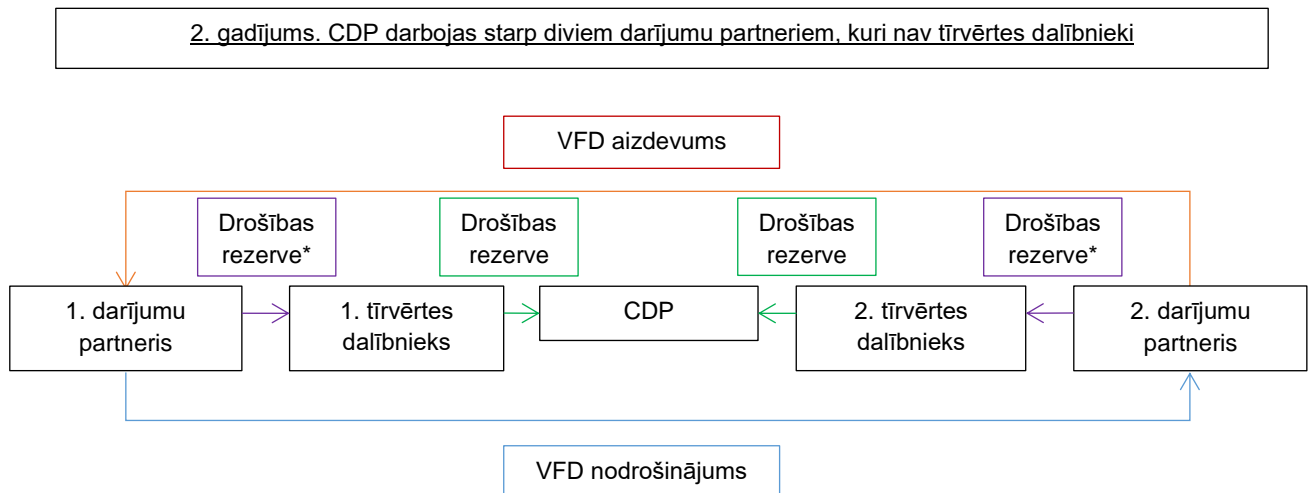 2. gadījums. CDP darbojas starp diviem darījumu partneriem, kuri nav tīrvērtes dalībnieki
VFD aizdevums
Drošības
rezerve*
Drošības
rezerve
Drošības
rezerve
Drošības
rezerve*
1. darījumu
partneris
1. tīrvērtes
dalībnieks
CDP
2. tīrvērtes
dalībnieks
2. darījumu
partneris
VFD nodrošinājums